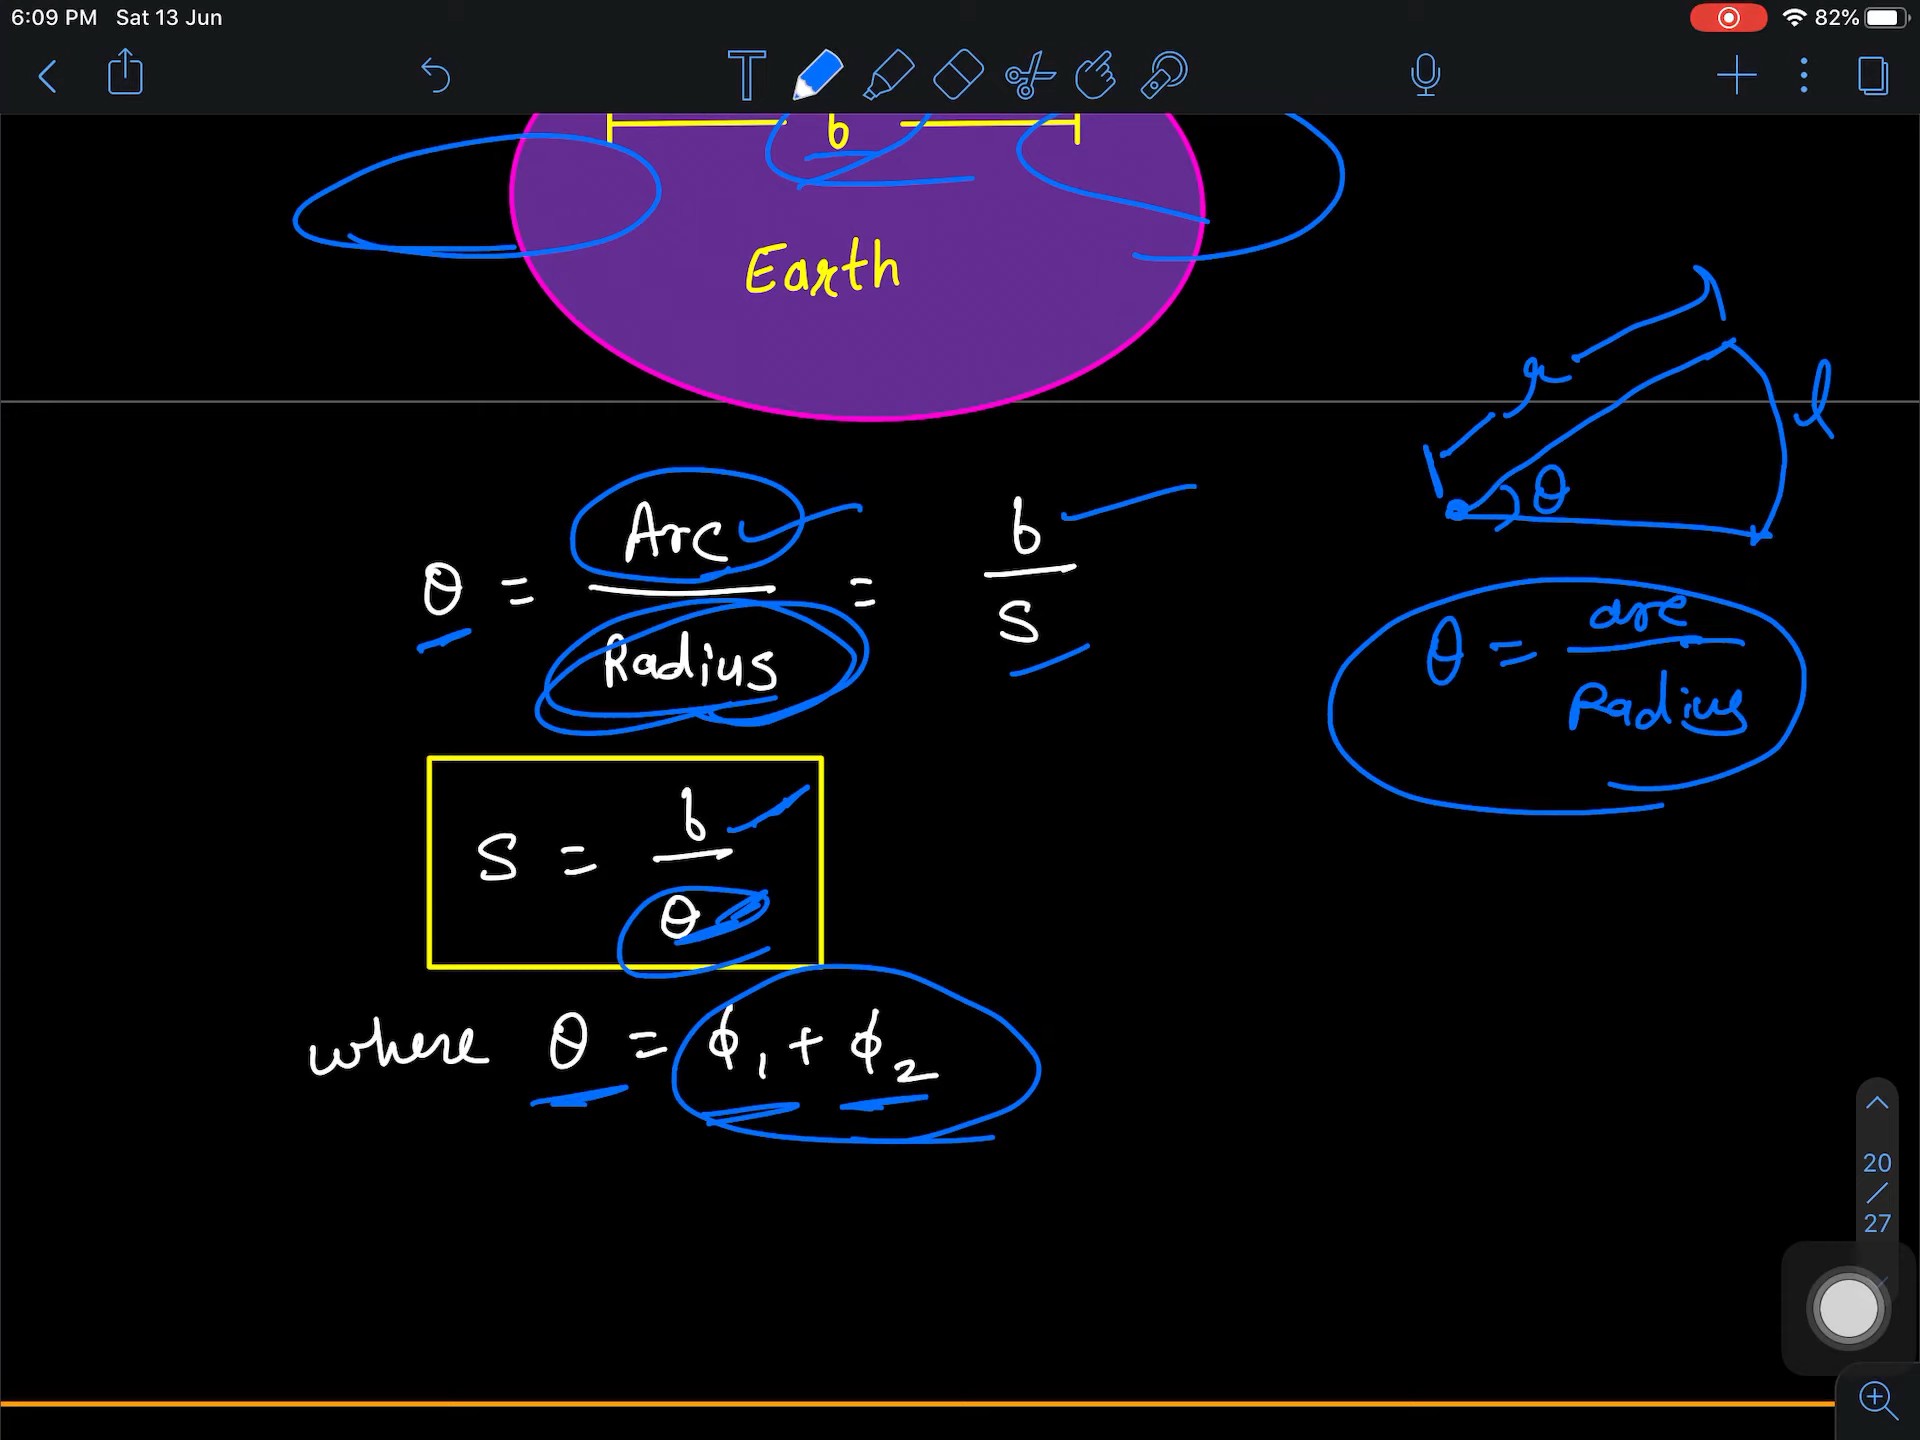 6:09 PM Sat 13 Jun
82%
T
b
Earth
r
l
θ
θ = Arc / Radius = b / S
θ = arc / Radius
S = b / θ
where θ = ϕ₁ + ϕ₂
20
/
27